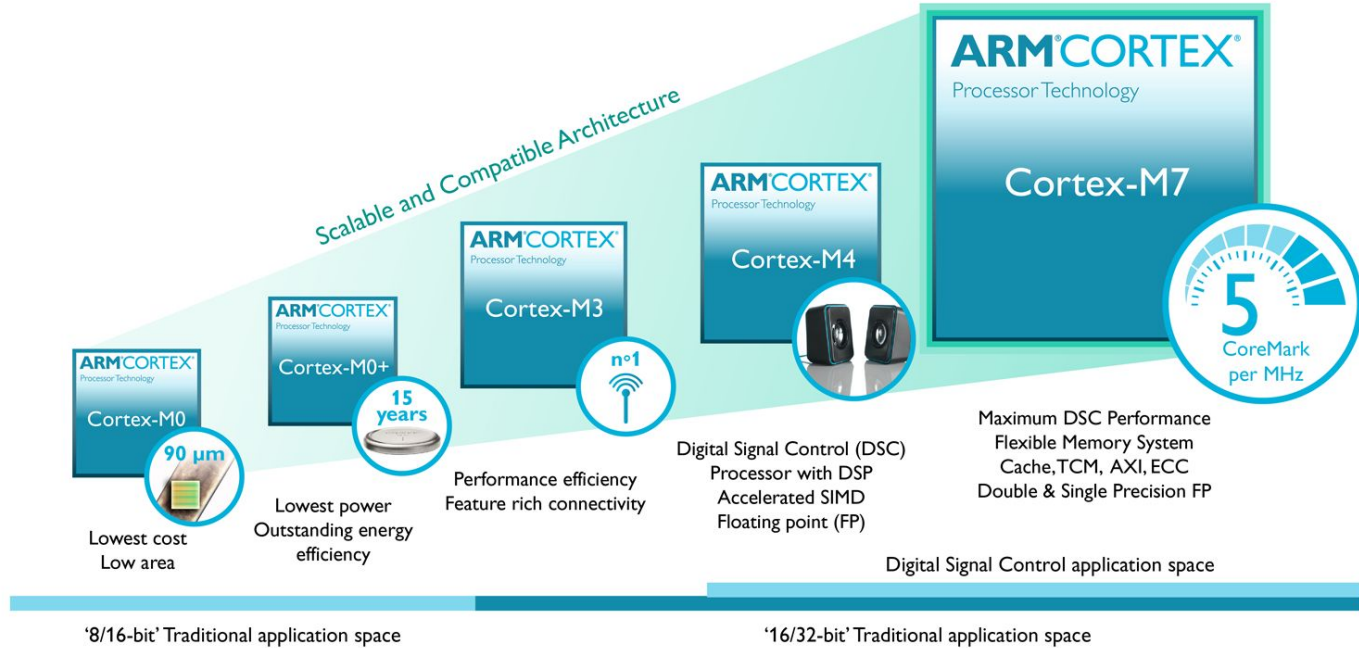 Scalable and Compatible Architecture
ARM®CORTEX®
Processor Technology
Cortex-M0
90 µm
Lowest cost
Low area
ARM®CORTEX®
Processor Technology
Cortex-M0+
15
years
Lowest power
Outstanding energy
efficiency
ARM®CORTEX®
Processor Technology
Cortex-M3
nº1
Performance efficiency
Feature rich connectivity
ARM®CORTEX®
Processor Technology
Cortex-M4
Digital Signal Control (DSC)
Processor with DSP
Accelerated SIMD
Floating point (FP)
ARM®CORTEX®
Processor Technology
Cortex-M7
5
CoreMark
per MHz
Maximum DSC Performance
Flexible Memory System
Cache, TCM, AXI, ECC
Double & Single Precision FP
Digital Signal Control application space
‘8/16-bit’ Traditional application space
‘16/32-bit’ Traditional application space